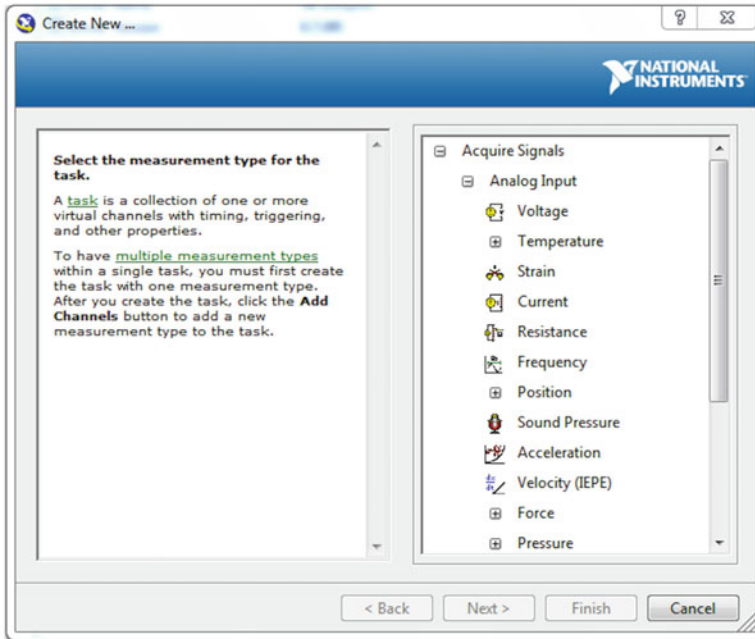 Create New ...
NATIONAL
INSTRUMENTS
Select the measurement type for the
task.
A task is a collection of one or more
virtual channels with timing, triggering,
and other properties.
To have multiple measurement types
within a single task, you must first create
the task with one measurement type.
After you create the task, click the Add
Channels button to add a new
measurement type to the task.
Acquire Signals
Analog Input
Voltage
Temperature
Strain
Current
Resistance
Frequency
Position
Sound Pressure
Acceleration
Velocity (IEPE)
Force
Pressure
< Back
Next >
Finish
Cancel